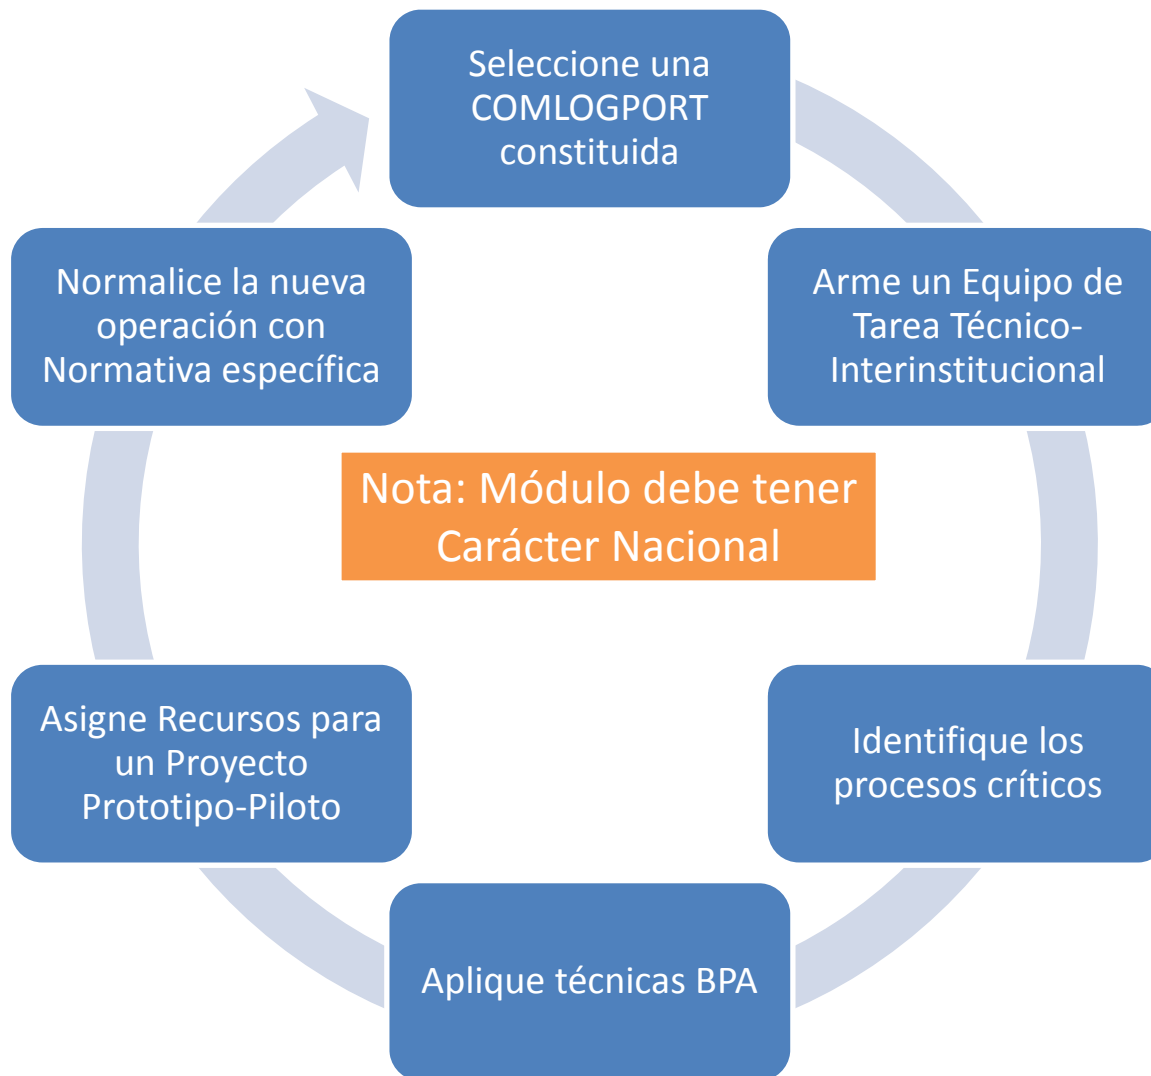 Seleccione una
COMLOGPORT
constituida
Arme un Equipo de
Tarea Técnico-
Interinstitucional
Identifique los
procesos críticos
Aplique técnicas BPA
Asigne Recursos para
un Proyecto
Prototipo-Piloto
Normalice la nueva
operación con
Normativa específica
Nota: Módulo debe tener
Carácter Nacional